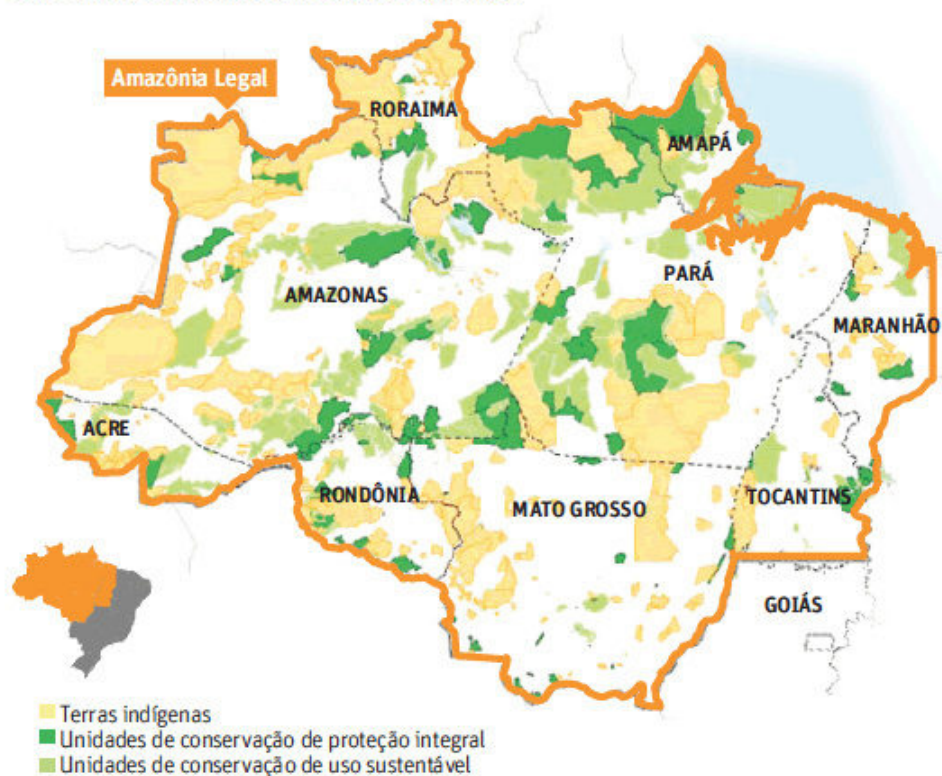 Amazônia Legal
RORAIMA
AMAPÁ
PARÁ
AMAZONAS
MARANHÃO
ACRE
RONDÔNIA
MATO GROSSO
TOCANTINS
GOIÁS
Terras indígenas
Unidades de conservação de proteção integral
Unidades de conservação de uso sustentável